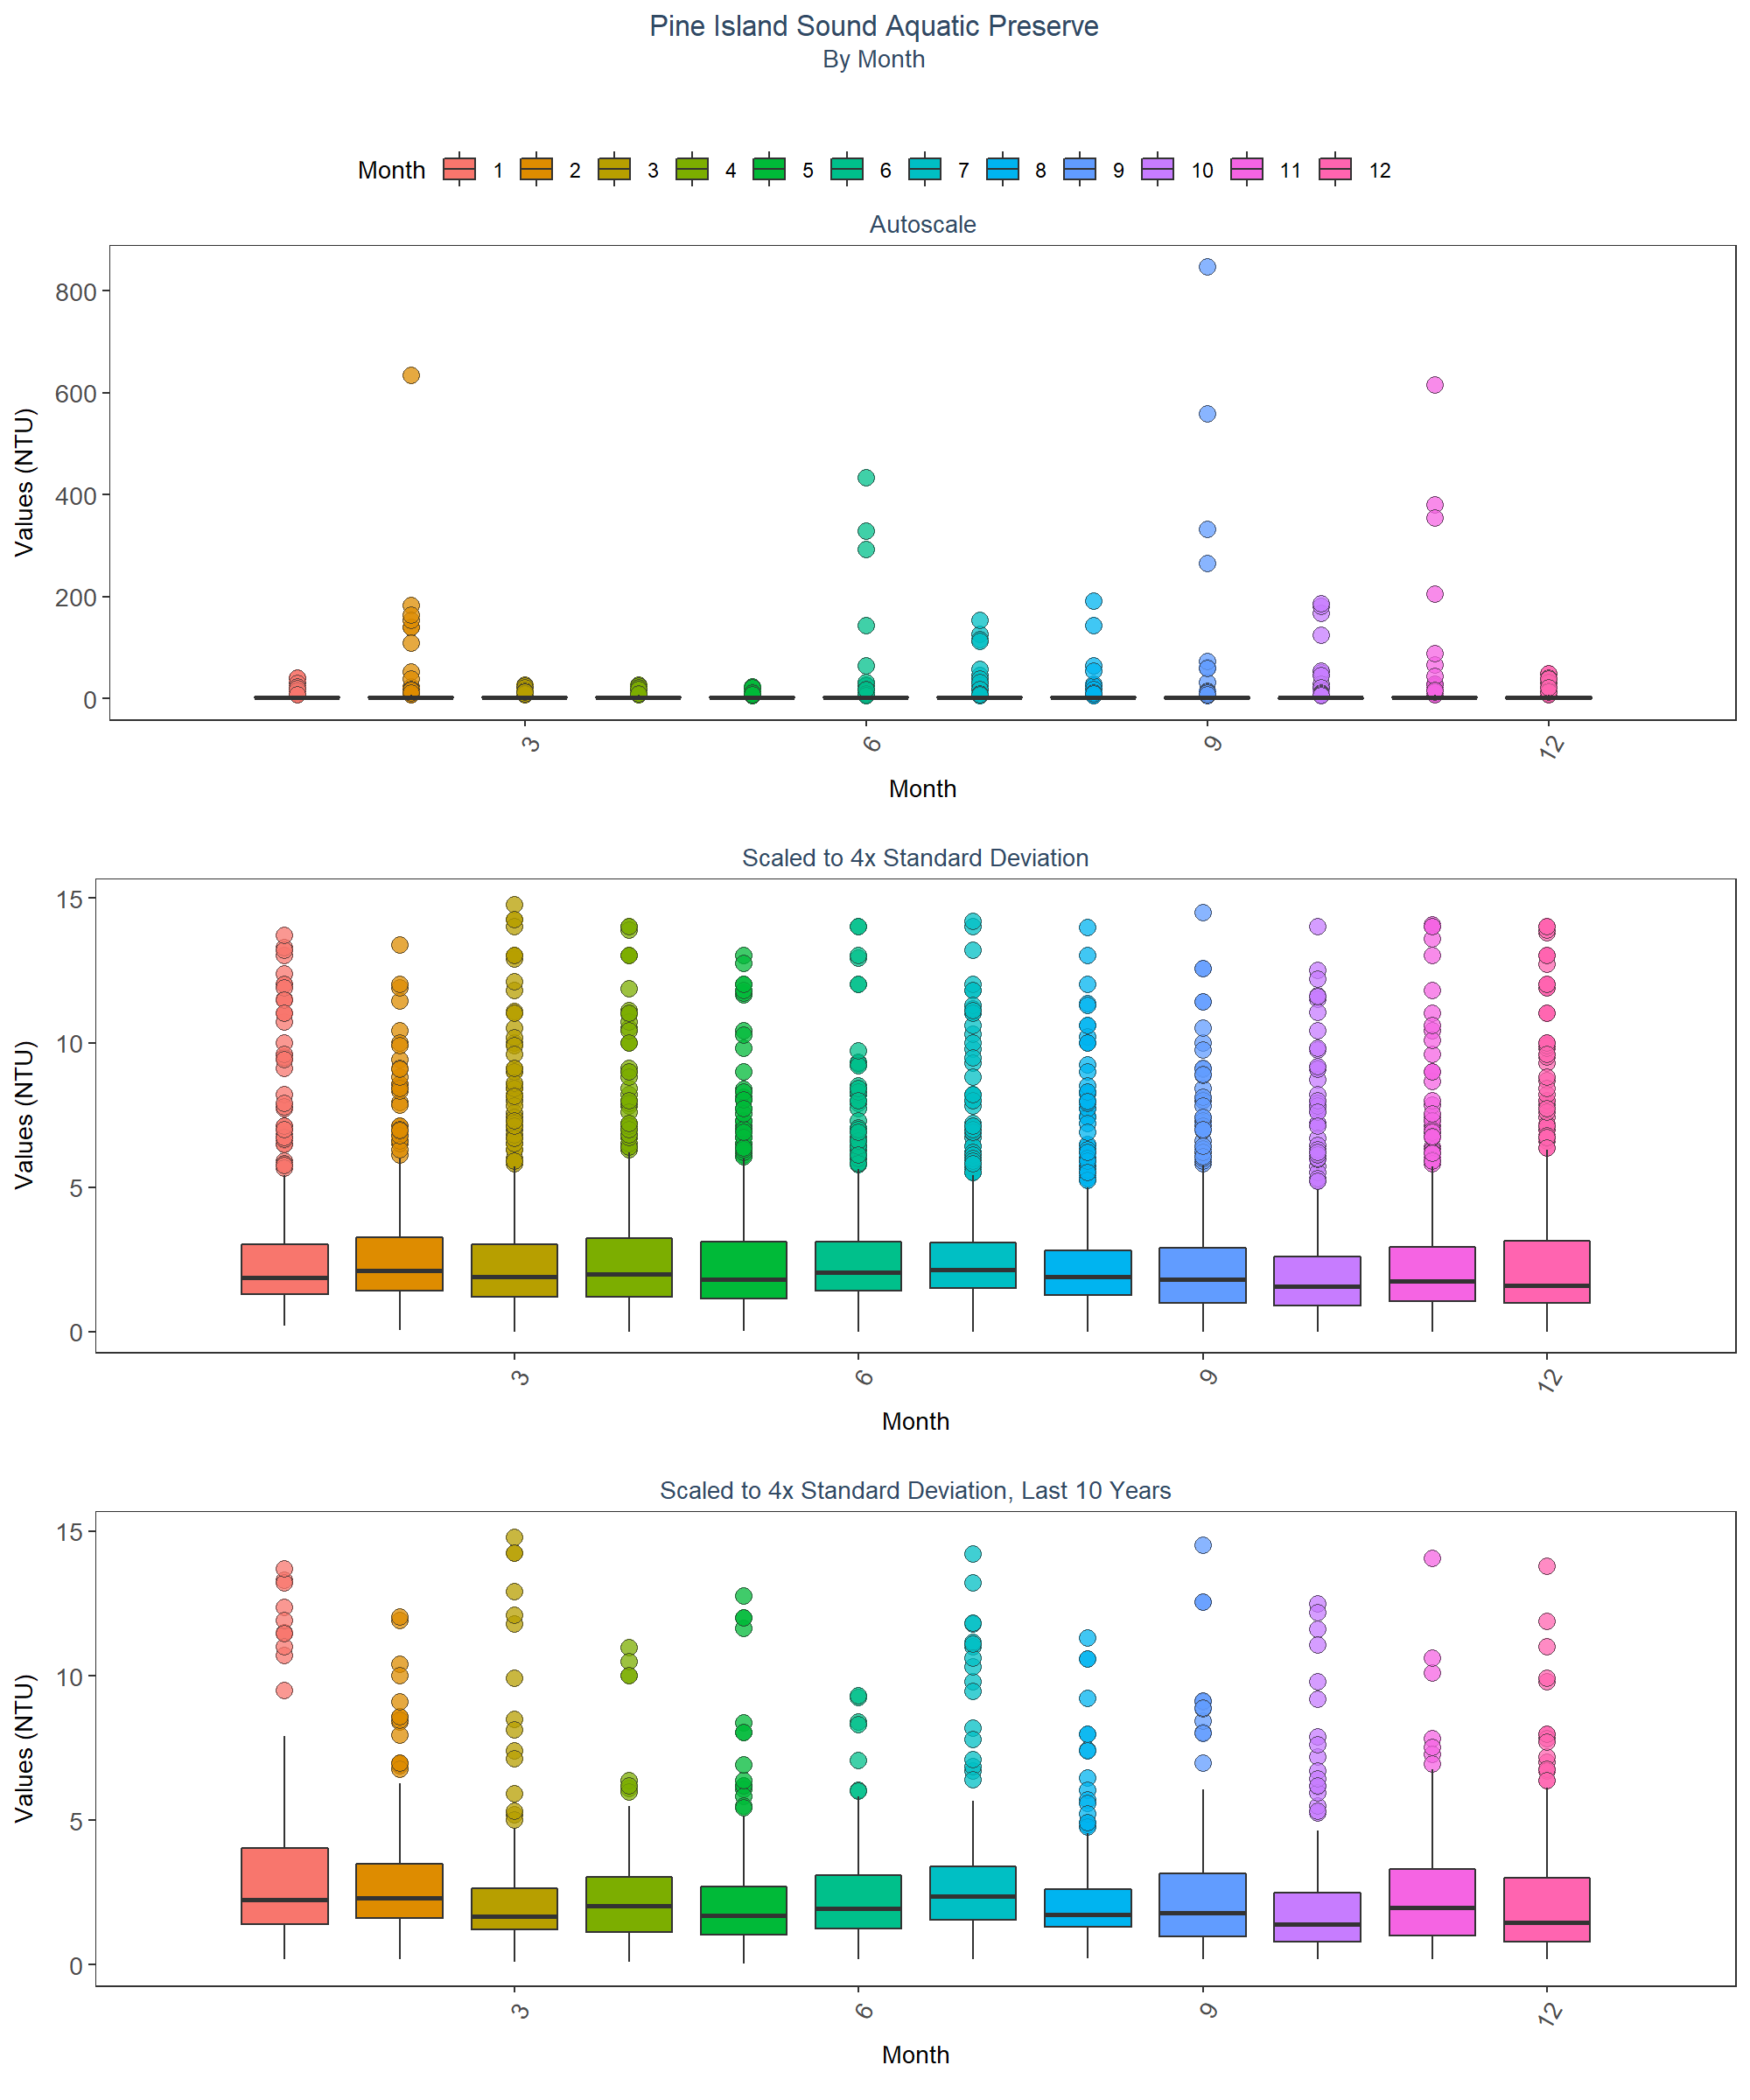 Pine Island Sound Aquatic Preserve
By Month
Month 1 2 3 4 5 6 7 8 9 10 11 12
Autoscale
Values (NTU)
800
600
400
200
0
3 6 9 12
Month
Scaled to 4x Standard Deviation
Values (NTU)
15
10
5
0
3 6 9 12
Month
Scaled to 4x Standard Deviation, Last 10 Years
Values (NTU)
15
10
5
0
3 6 9 12
Month